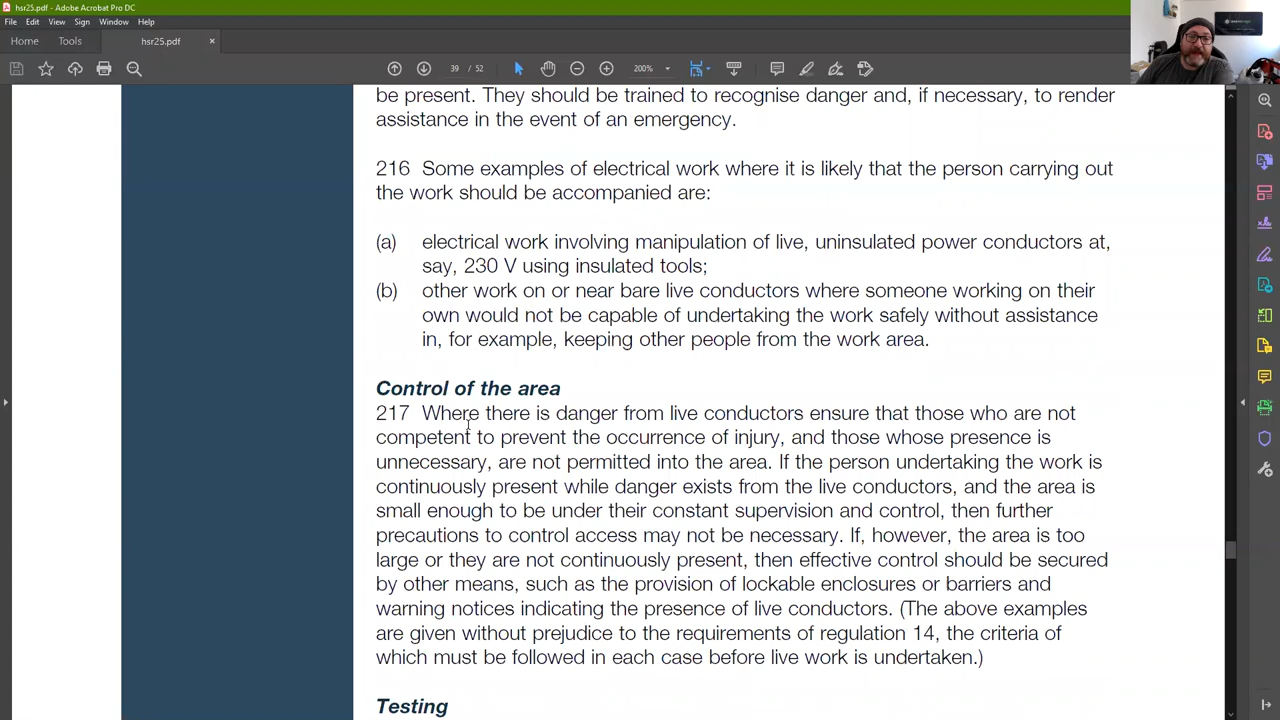 hsr25.pdf - Adobe Acrobat Pro DC
File Edit View Sign Window Help
Home Tools hsr25.pdf ×
39 / 52 200%
be present. They should be trained to recognise danger and, if necessary, to render
assistance in the event of an emergency.
216 Some examples of electrical work where it is likely that the person carrying out
the work should be accompanied are:
(a) electrical work involving manipulation of live, uninsulated power conductors at,
say, 230 V using insulated tools;
(b) other work on or near bare live conductors where someone working on their
own would not be capable of undertaking the work safely without assistance
in, for example, keeping other people from the work area.
Control of the area
217 Where there is danger from live conductors ensure that those who are not
competent to prevent the occurrence of injury, and those whose presence is
unnecessary, are not permitted into the area. If the person undertaking the work is
continuously present while danger exists from the live conductors, and the area is
small enough to be under their constant supervision and control, then further
precautions to control access may not be necessary. If, however, the area is too
large or they are not continuously present, then effective control should be secured
by other means, such as the provision of lockable enclosures or barriers and
warning notices indicating the presence of live conductors. (The above examples
are given without prejudice to the requirements of regulation 14, the criteria of
which must be followed in each case before live work is undertaken.)
Testing